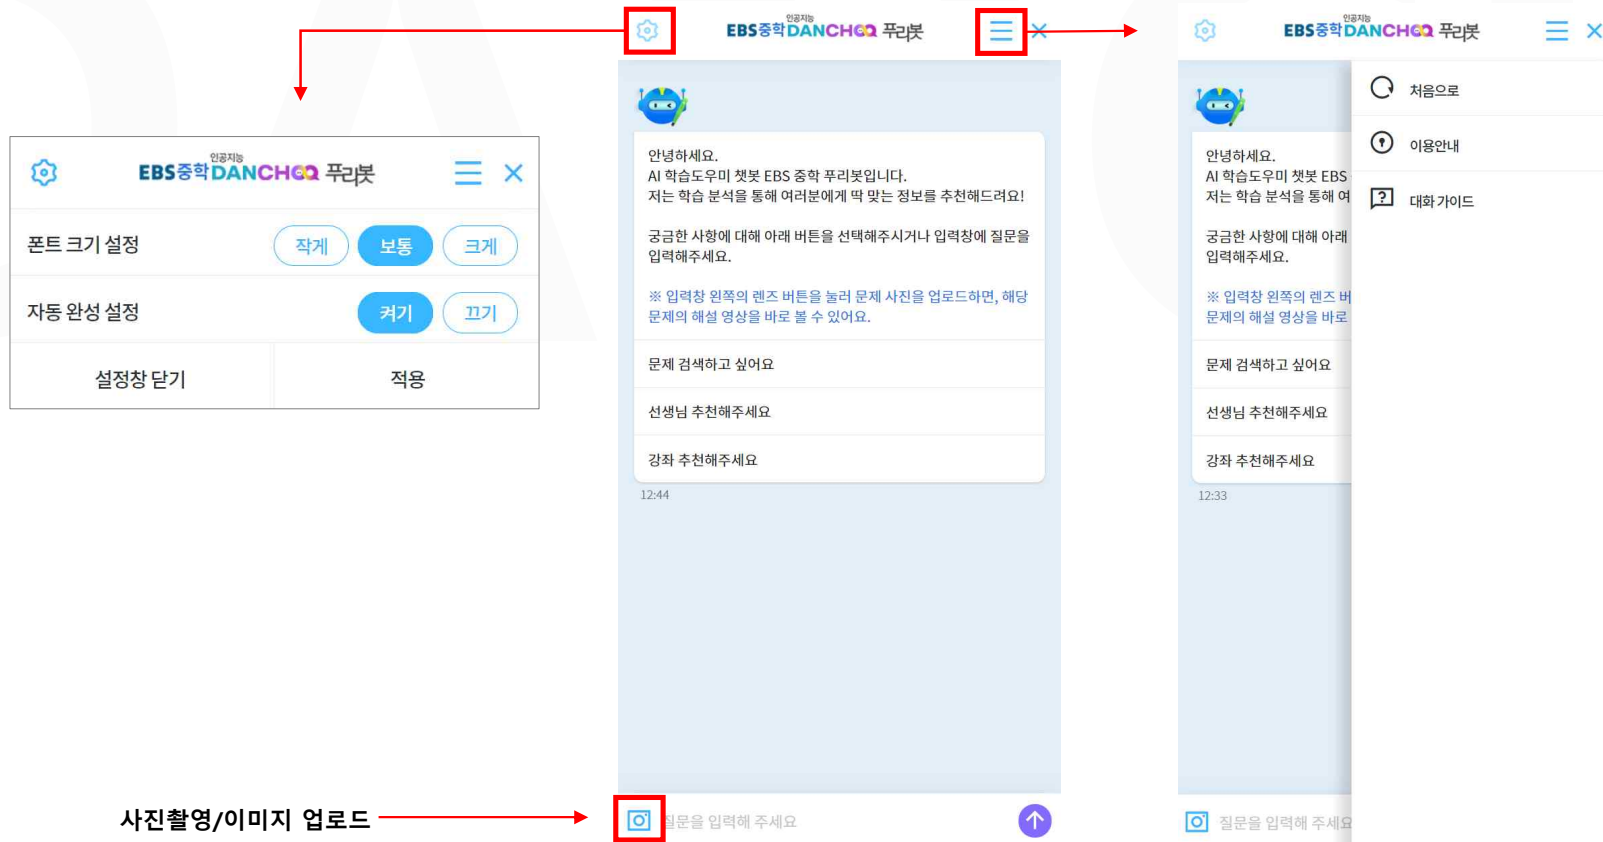 인공지능
EBS중학DANCHOO 푸리봇
폰트 크기 설정
작게
보통
크게
자동 완성 설정
켜기
끄기
설정창 닫기
적용
사진촬영/이미지 업로드
인공지능
EBS중학DANCHOO 푸리봇
안녕하세요.
AI 학습도우미 챗봇 EBS 중학 푸리봇입니다.
저는 학습 분석을 통해 여러분에게 딱 맞는 정보를 추천해드려요!
궁금한 사항에 대해 아래 버튼을 선택해주시거나 입력창에 질문을
입력해주세요.
※ 입력창 왼쪽의 렌즈 버튼을 눌러 문제 사진을 업로드하면, 해당
문제의 해설 영상을 바로 볼 수 있어요.
문제 검색하고 싶어요
선생님 추천해주세요
강좌 추천해주세요
12:44
질문을 입력해 주세요
인공지능
EBS중학DANCHOO 푸리봇
안녕하세요.
AI 학습도우미 챗봇 EBS
저는 학습 분석을 통해 여
궁금한 사항에 대해 아래
입력해주세요.
※ 입력창 왼쪽의 렌즈 버
문제의 해설 영상을 바로
문제 검색하고 싶어요
선생님 추천해주세요
강좌 추천해주세요
12:33
질문을 입력해 주세요
처음으로
이용안내
대화 가이드